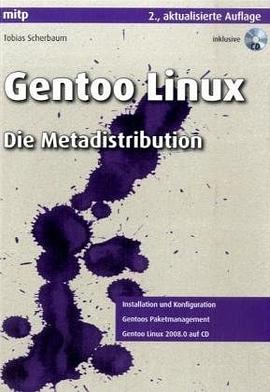 mitp
2., aktualisierte Auflage
Tobias Scherbaum
inklusive
CD
Gentoo Linux
Die Metadistribution
Installation und Konfiguration
Gentoos Paketmanagement
Gentoo Linux 2008.0 auf CD